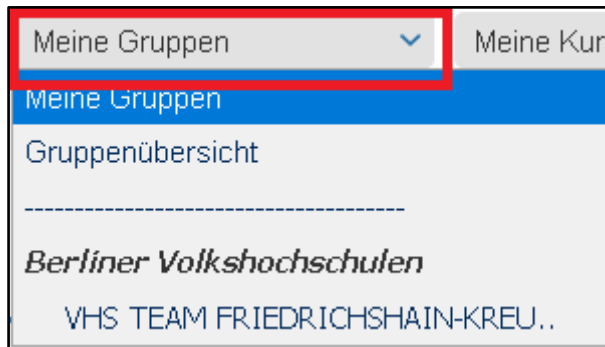 Meine Gruppen Meine Kur
Meine Gruppen
Gruppenübersicht
--------------------------------------
Berliner Volkshochschulen
VHS TEAM FRIEDRICHSHAIN-KREU..